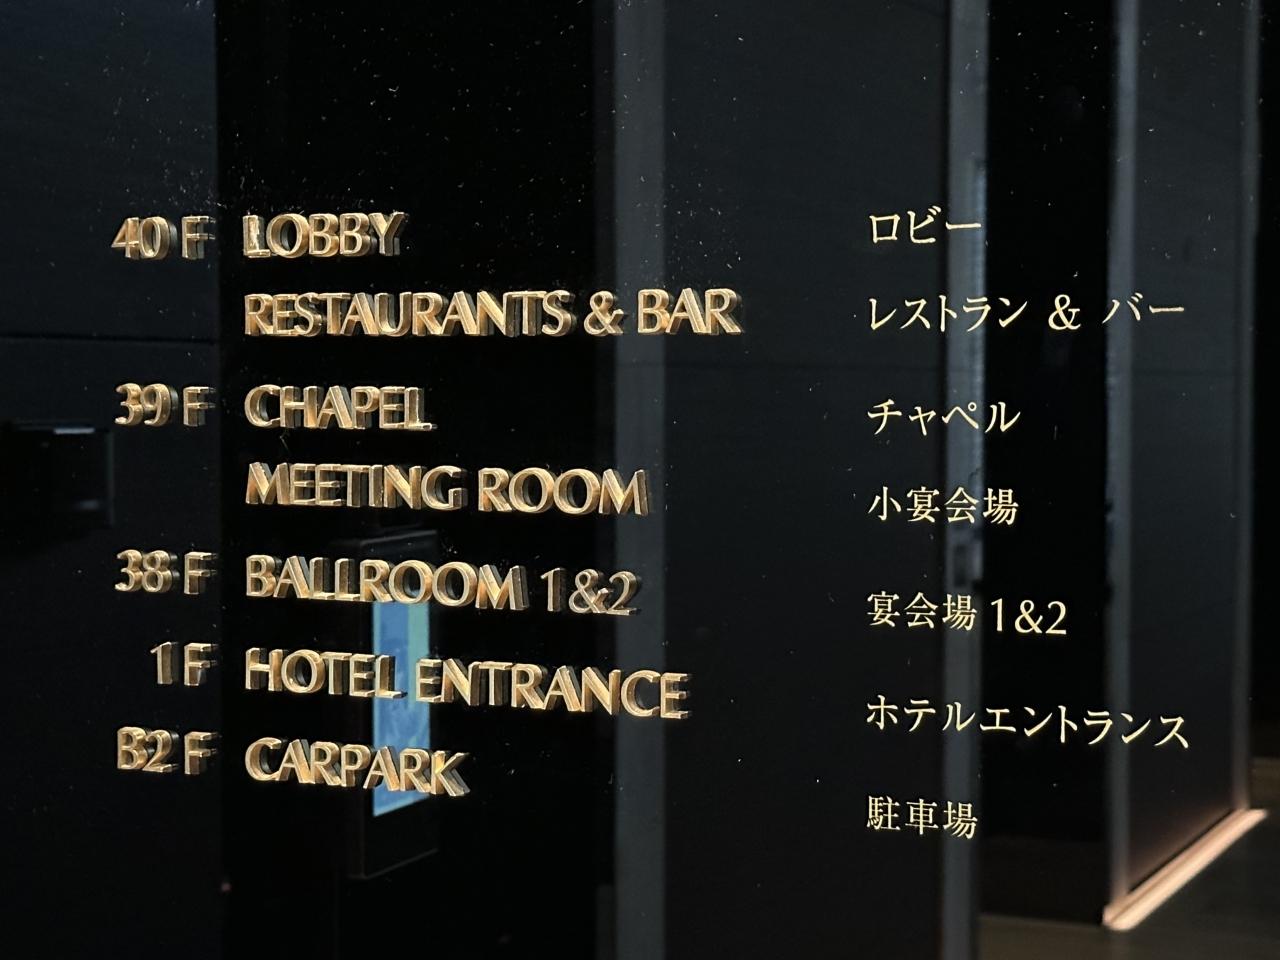 40 F LOBBY ロビー
RESTAURANTS & BAR レストラン & バー
39 F CHAPEL チャペル
MEETING ROOM 小宴会場
38 F BALLROOM 1&2 宴会場 1&2
1 F HOTEL ENTRANCE ホテルエントランス
B2 F CARPARK 駐車場